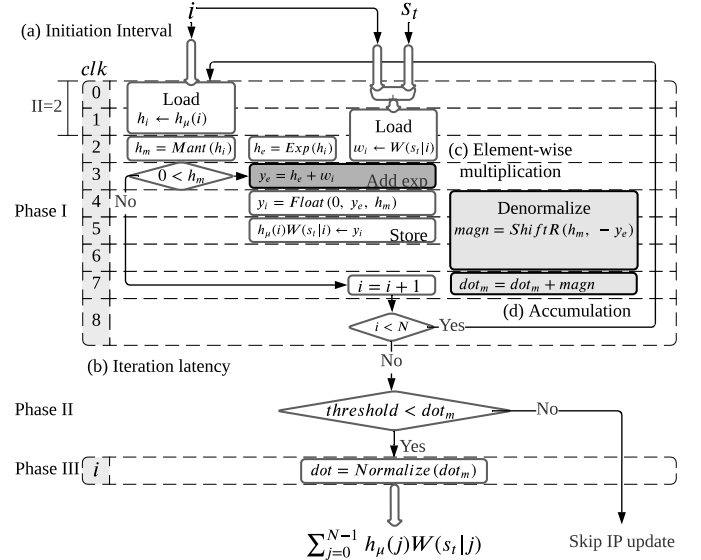 i
s_t
(a) Initiation Interval
clk
0
II=2
Load
h_i ← h_μ(i)
1
Load
w_i ← W(s_t|i)
2
h_m = Mant(h_i)
h_e = Exp(h_i)
(c) Element-wise
multiplication
3
0 < h_m
y_e = h_e + w_i
Add exp
No
Phase I
4
y_i = Float(0, y_e, h_m)
Denormalize
magn = ShiftR(h_m, − y_e)
5
h_μ(i)W(s_t|i) ← y_i
Store
6
7
i = i + 1
dot_m = dot_m + magn
(d) Accumulation
8
i < N
Yes
(b) Iteration latency
No
Phase II
threshold < dot_m
No
Yes
Phase III
i
dot = Normalize(dot_m)
∑_{j=0}^{N−1} h_μ(j)W(s_t|j)
Skip IP update